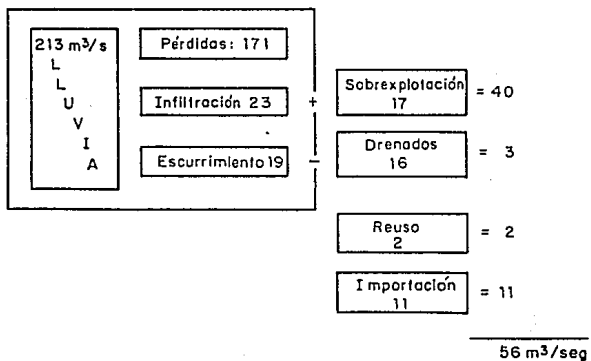 213 m³/s
L
L
U
V
I
A
Pérdidas: 171
Infiltración 23
+
Sobrexplotación
17
= 40
Escurrimiento 19
—
Drenados
16
= 3
Reuso
2
= 2
Importación
11
= 11
56 m³/seg